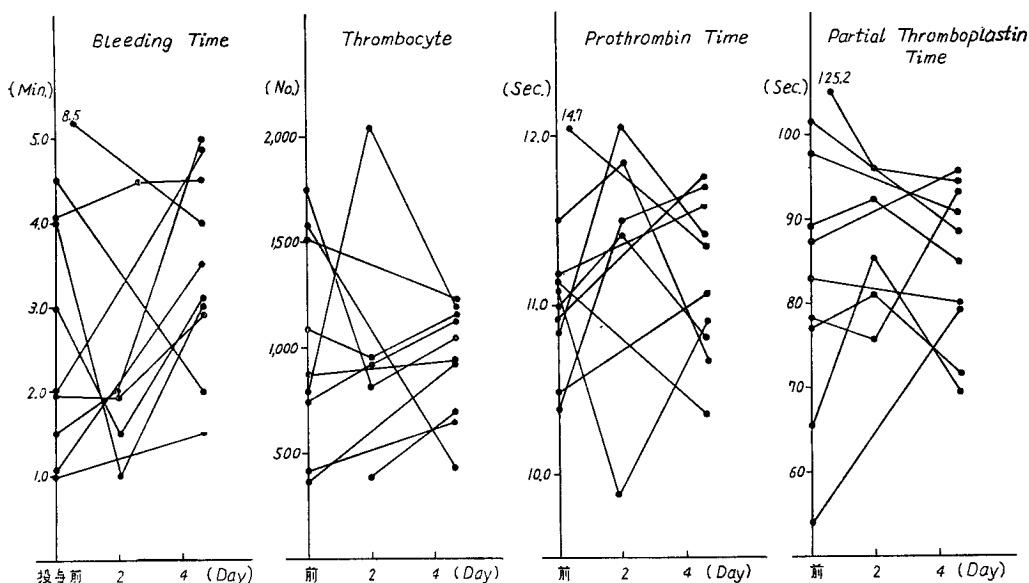 Bleeding Time
(Min.)
8.5
5.0
4.0
3.0
2.0
1.0
投与前 2 4 (Day)
Thrombocyte
(No.)
2,000
1,500
1,000
500
前 2 4 (Day)
Prothrombin Time
(Sec.)
14.7
12.0
11.0
10.0
前 2 4 (Day)
Partial Thromboplastin
Time
(Sec.)
125.2
100
90
80
70
60
前 2 4 (Day)